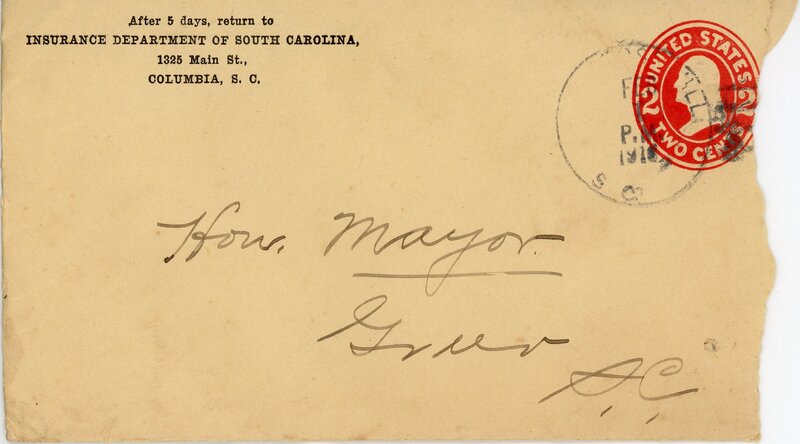 After 5 days, return to
INSURANCE DEPARTMENT OF SOUTH CAROLINA,
1325 Main St.,
COLUMBIA, S. C.
UNITED STATES
2 2
TWO CENTS
P.M
191
S C
Hon. Mayor.
Greer
S.C.